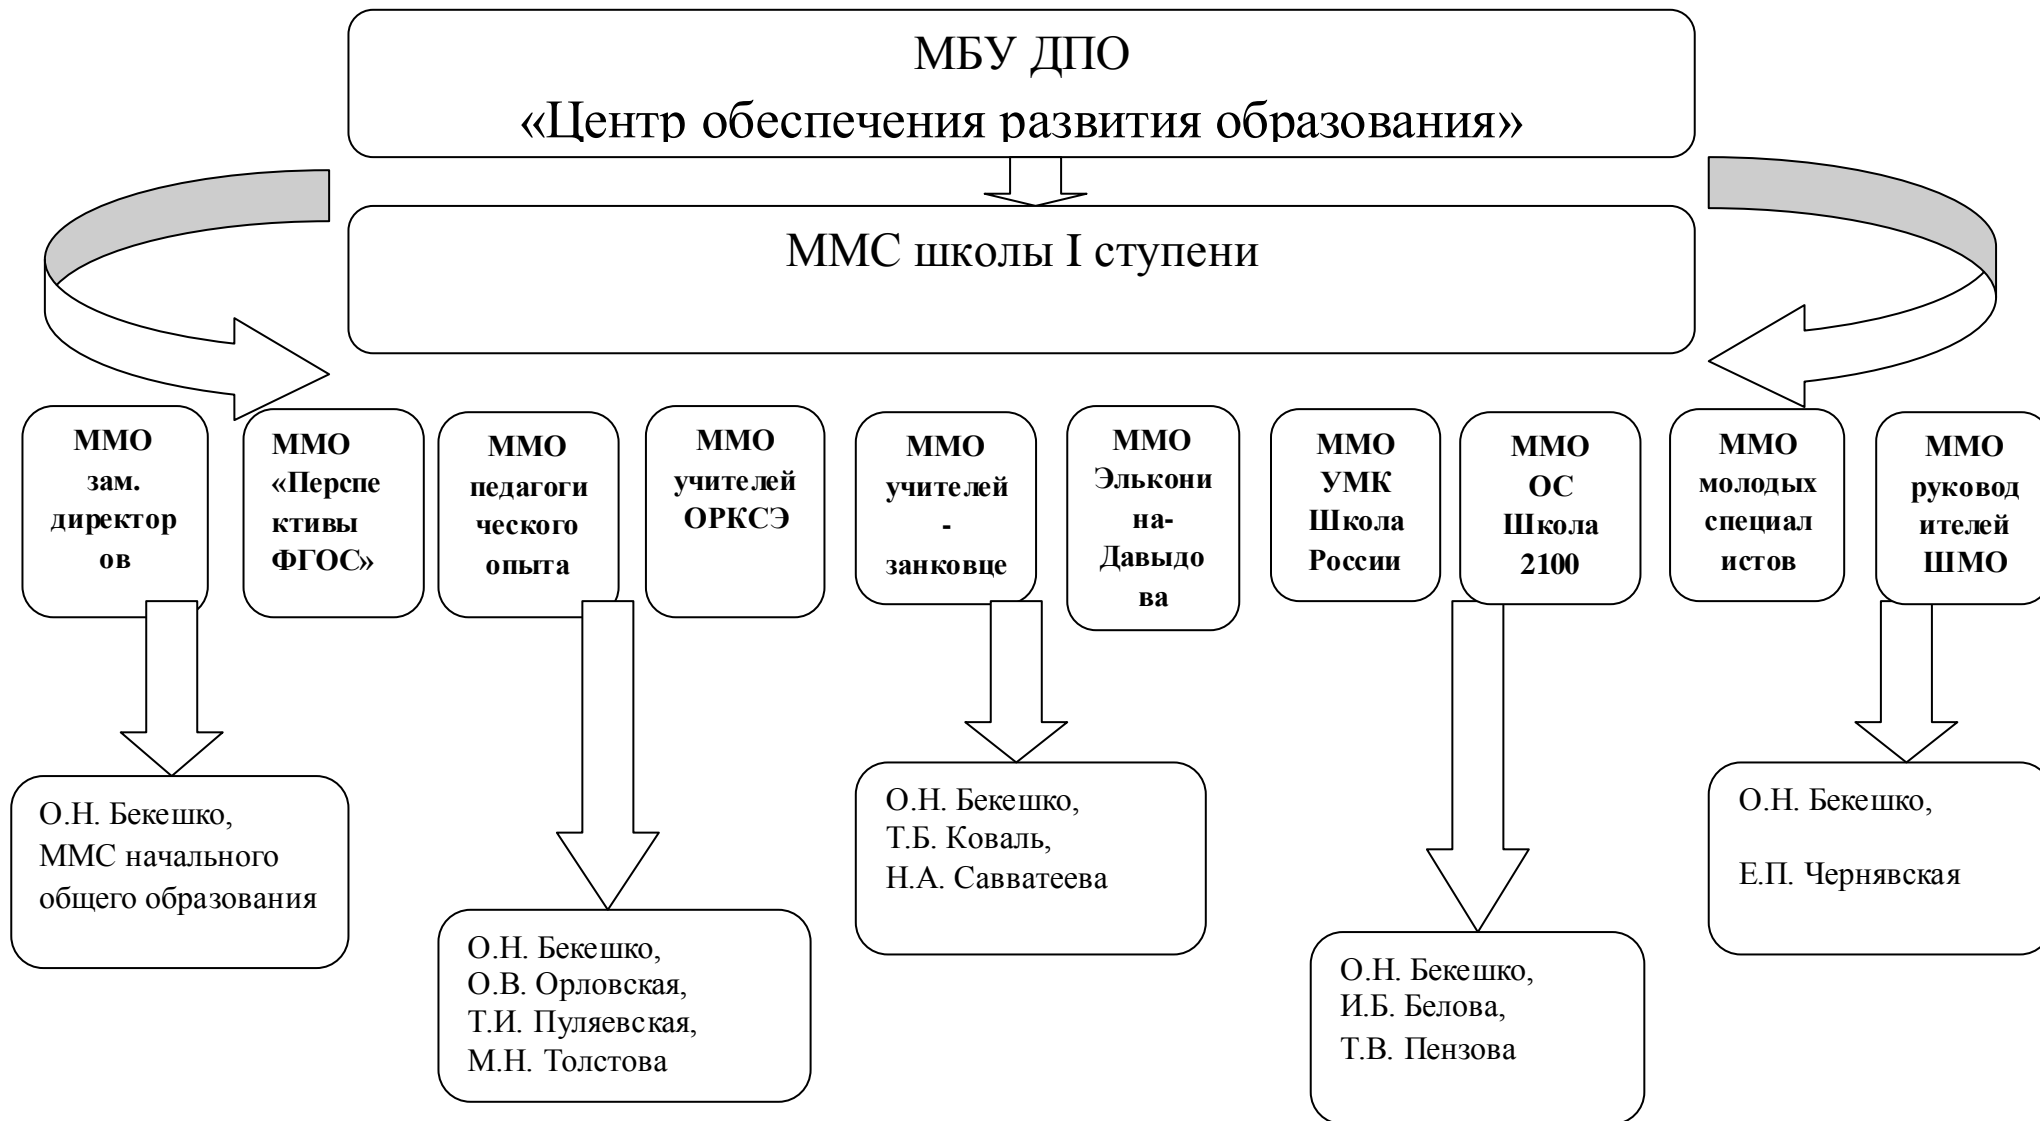 МБУ ДПО
«Центр обеспечения развития образования»
ММС школы I ступени
ММО
зам.
директор
ов
ММО
«Перспе
ктивы
ФГОС»
ММО
педагоги
ческого
опыта
ММО
учителей
ОРКСЭ
ММО
учителей
-
занковце
ММО
Элькони
на-
Давыдо
ва
ММО
УМК
Школа
России
ММО
ОС
Школа
2100
ММО
молодых
специал
истов
ММО
руковод
ителей
ШМО
О.Н. Бекешко,
ММС начального
общего образования
О.Н. Бекешко,
О.В. Орловская,
Т.И. Пуляевская,
М.Н. Толстова
О.Н. Бекешко,
Т.Б. Коваль,
Н.А. Савватеева
О.Н. Бекешко,
И.Б. Белова,
Т.В. Пензова
О.Н. Бекешко,
Е.П. Чернявская